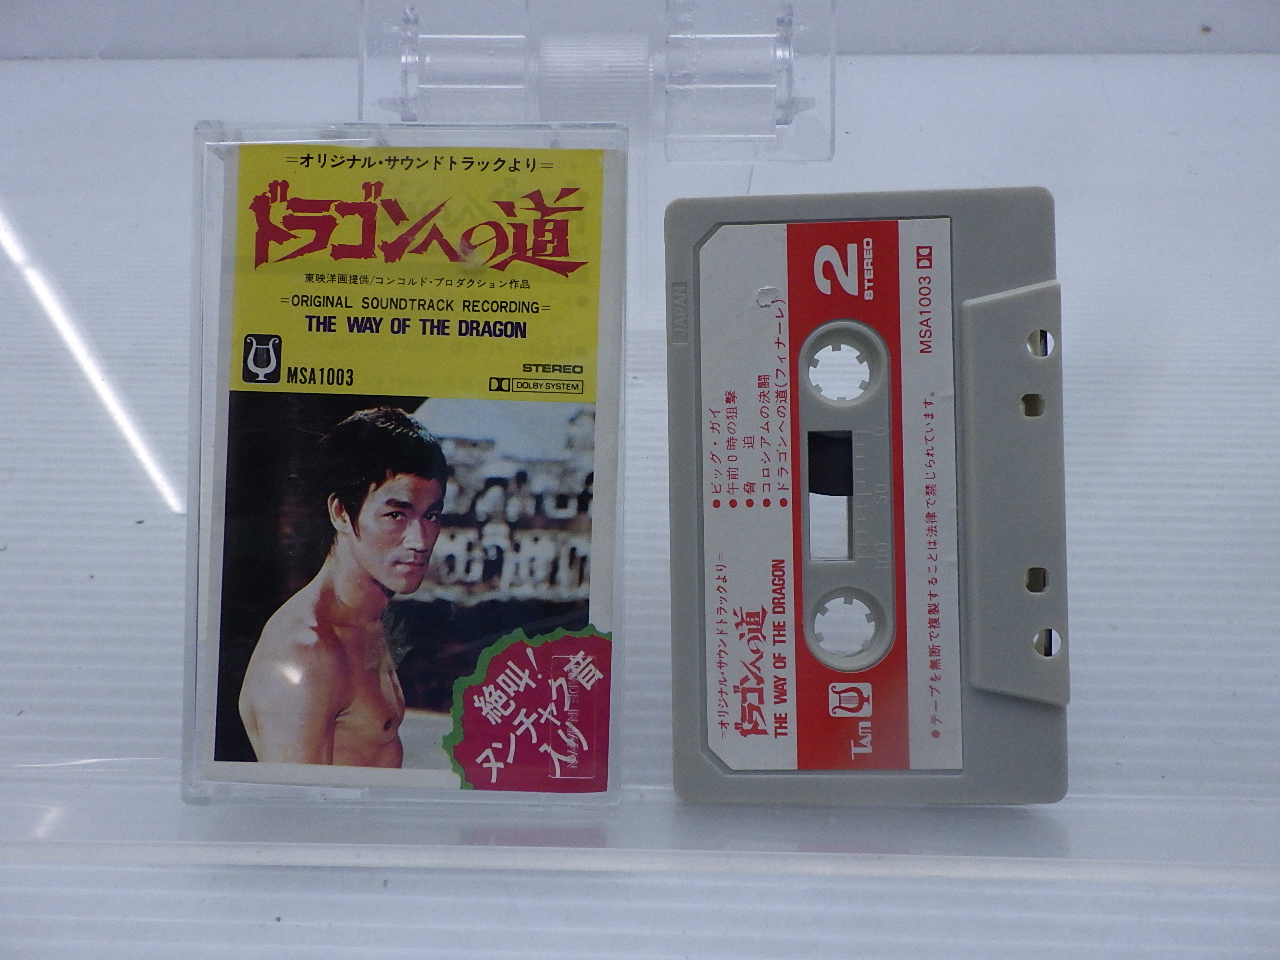 =オリジナル・サウンドトラックより=
ドラゴンへの道
東映洋画提供/コンコルド・プロダクション作品
=ORIGINAL SOUNDTRACK RECORDING=
THE WAY OF THE DRAGON
MSA1003
STEREO
DOLBY SYSTEM
絶叫!
ヌンチャク音
入り
JAPAN
=オリジナル・サウンドトラックより=
ドラゴンへの道
THE WAY OF THE DRAGON
●ビッグ・ガイ
●午前0時の狙撃
●脅迫
●コロシアムの決闘
●ドラゴンへの道(フィナーレ)
2
STEREO
TAM
100 50 0
MSA1003
●テープを無断で複製することは法律で禁じられています。